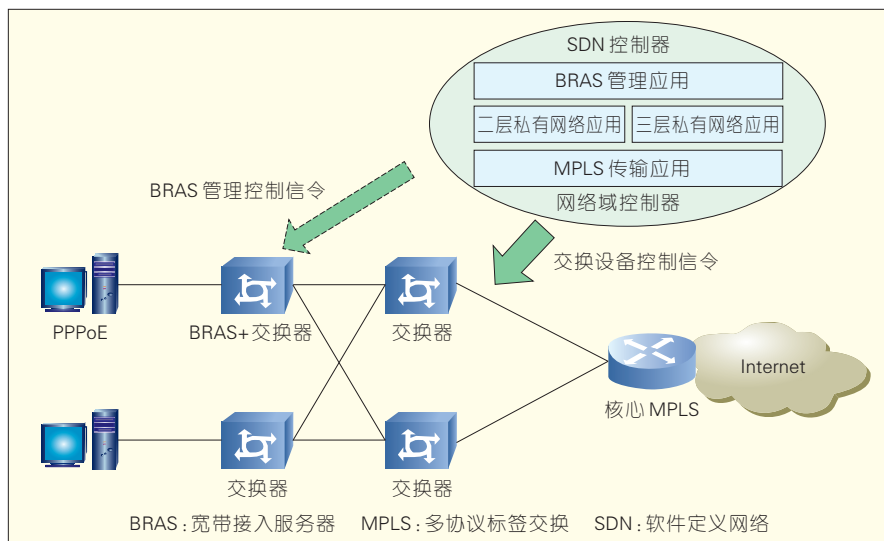 SDN 控制器
BRAS 管理应用
二层私有网络应用 三层私有网络应用
MPLS 传输应用
网络域控制器
BRAS 管理控制信令
交换设备控制信令
PPPoE
BRAS+交换器
交换器
Internet
核心 MPLS
交换器
交换器
BRAS：宽带接入服务器 MPLS：多协议标签交换 SDN：软件定义网络